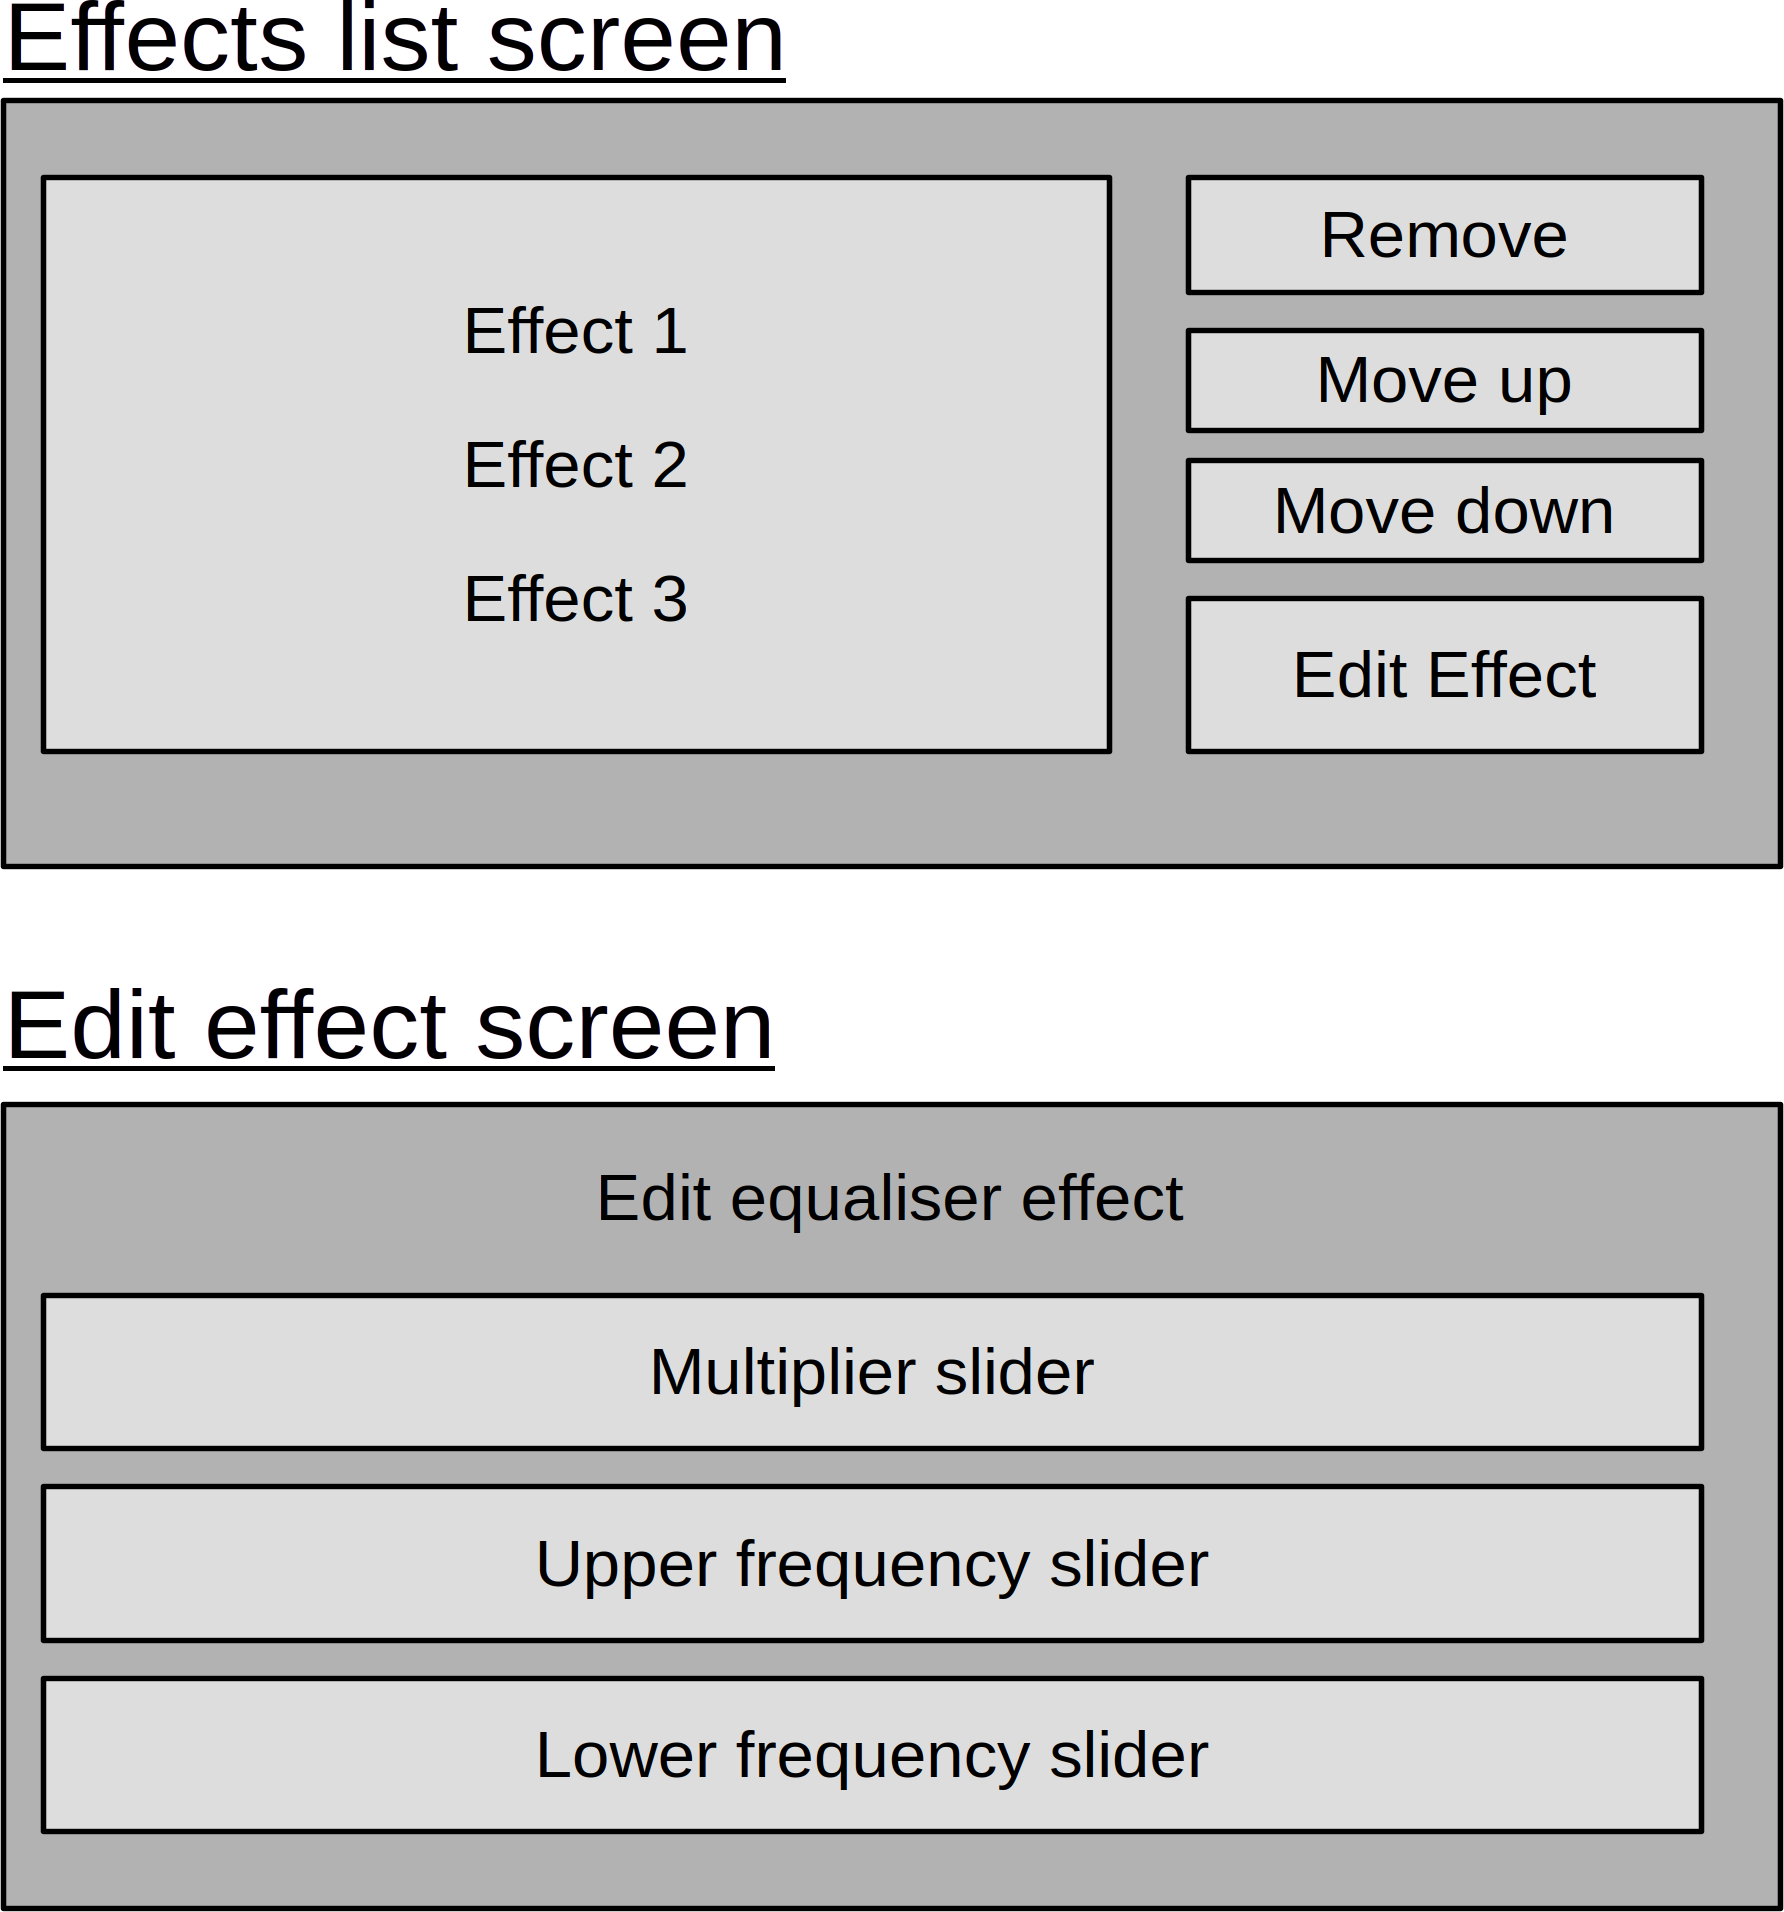 Effects list screen
Effect 1
Effect 2
Effect 3
Remove
Move up
Move down
Edit Effect
Edit effect screen
Edit equaliser effect
Multiplier slider
Upper frequency slider
Lower frequency slider